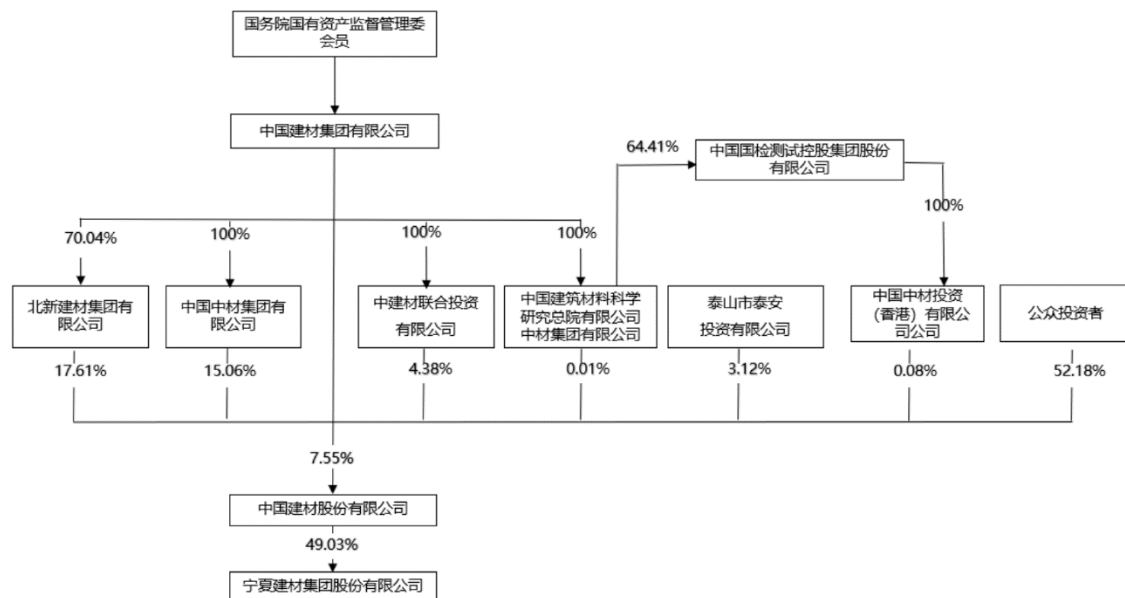 国务院国有资产监督管理委
会员
中国建材集团有限公司
64.41%
中国国检测试控股集团股份
有限公司
70.04%
100%
100%
100%
100%
北新建材集团有
限公司
中国中材集团有
限公司
中建材联合投资
有限公司
中国建筑材料科学
研究总院有限公司
中材集团有限公司
泰山市泰安
投资有限公司
中国中材投资
（香港）有限公
司公司
公众投资者
17.61%
15.06%
4.38%
0.01%
3.12%
0.08%
52.18%
7.55%
中国建材股份有限公司
49.03%
宁夏建材集团股份有限公司